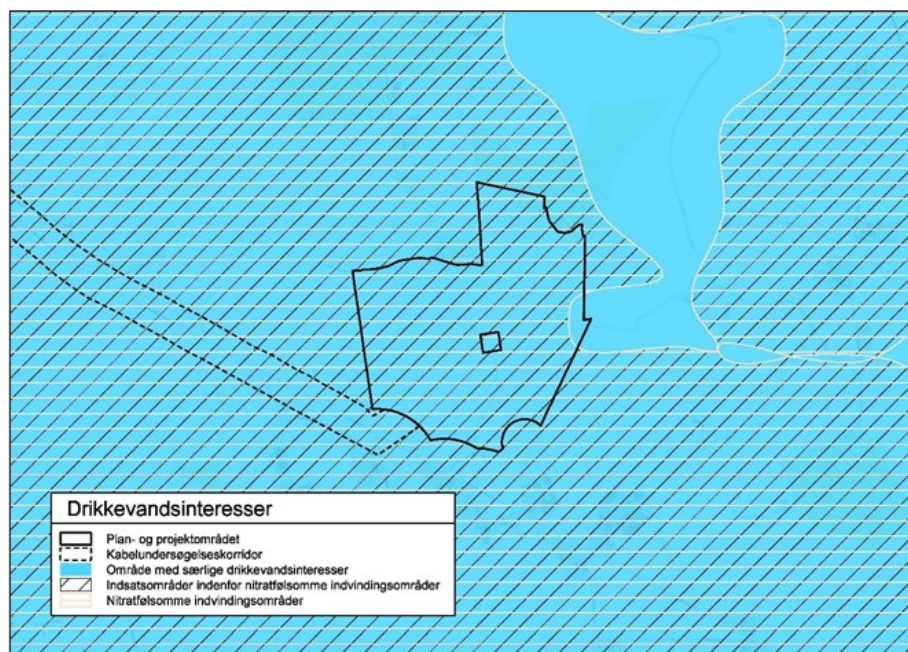 Drikkevandsinteresser
Plan- og projektområdet
Kabelundersøgelseskorridor
Område med særlige drikkevandsinteresser
Indsatsområder indenfor nitratfølsomme indvindingsområder
Nitratfølsomme indvindingsområder